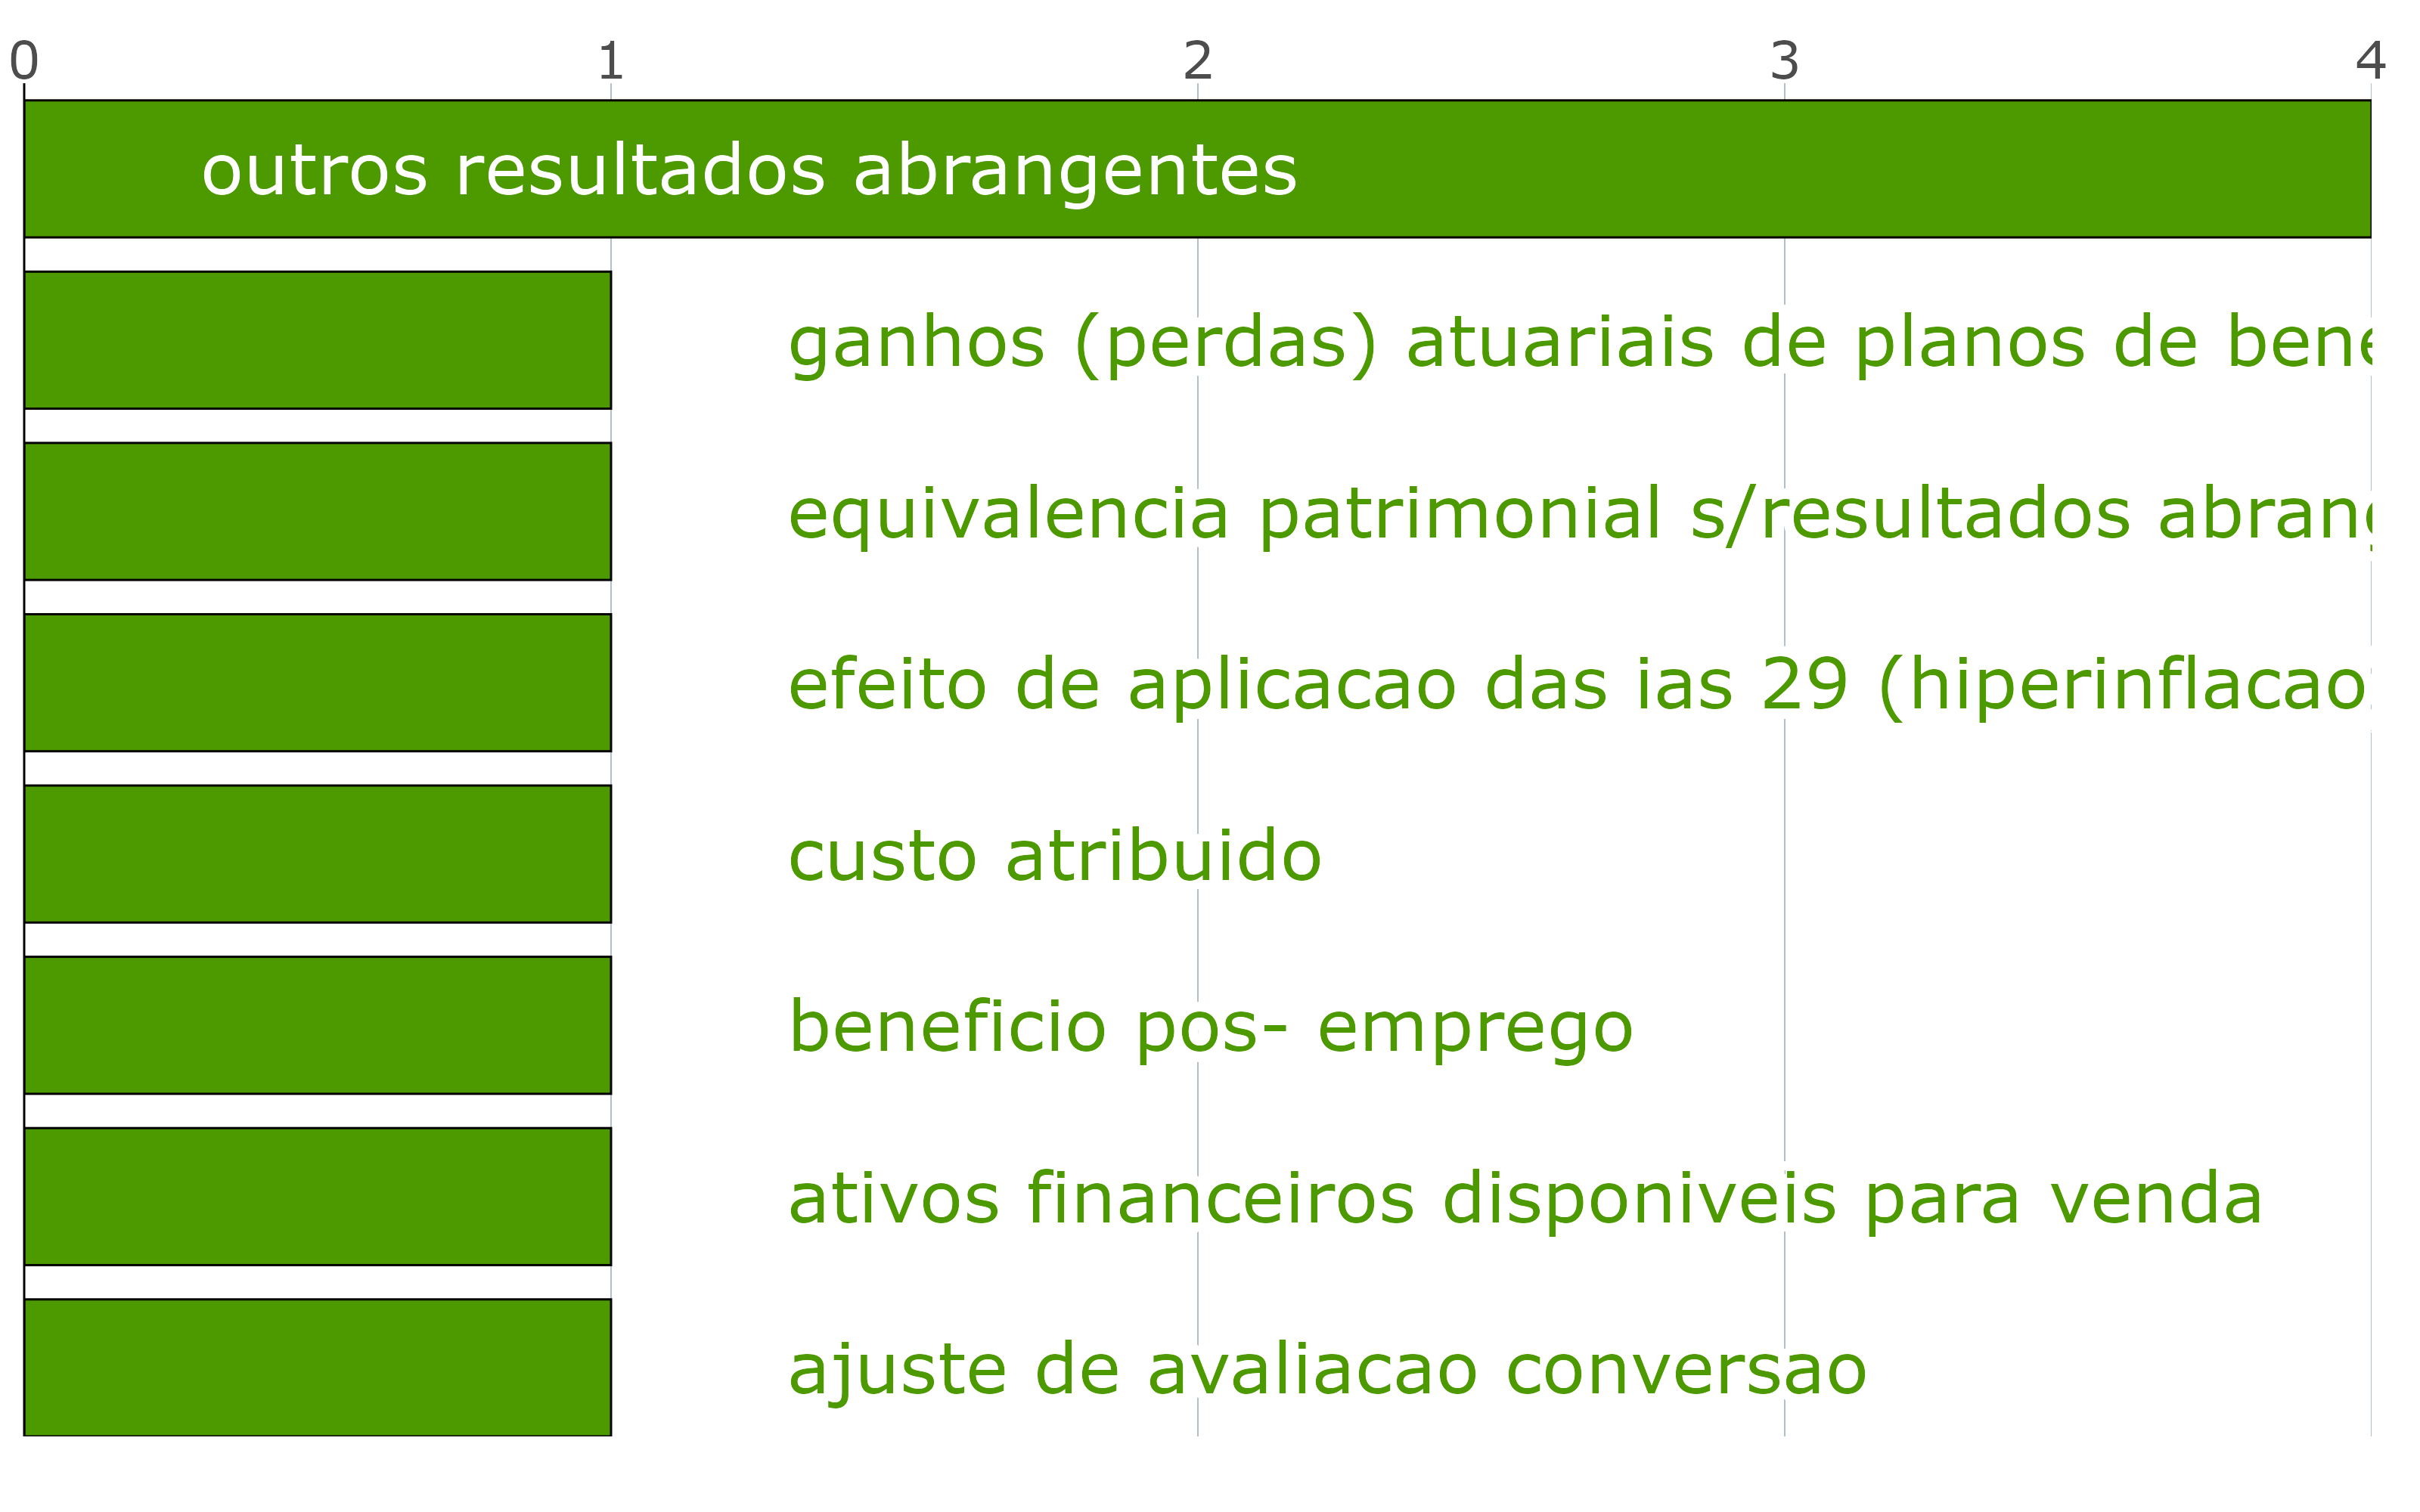 0 1 2 3 4
outros resultados abrangentes
ganhos (perdas) atuariais de planos de bene
equivalencia patrimonial s/resultados abran
efeito de aplicacao das ias 29 (hiperinflacao
custo atribuido
beneficio pos- emprego
ativos financeiros disponiveis para venda
ajuste de avaliacao conversao